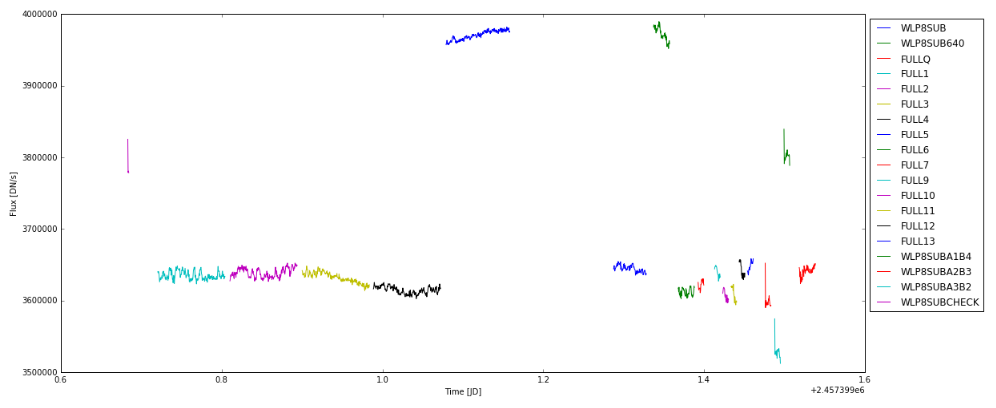 4000000
3900000
3800000
3700000
3600000
3500000
Flux [DN/s]
0.6 0.8 1.0 1.2 1.4 1.6
Time [JD]
+2.457399e6
WLP8SUB
WLP8SUB640
FULLQ
FULL1
FULL2
FULL3
FULL4
FULL5
FULL6
FULL7
FULL9
FULL10
FULL11
FULL12
FULL13
WLP8SUBA1B4
WLP8SUBA2B3
WLP8SUBA3B2
WLP8SUBCHECK